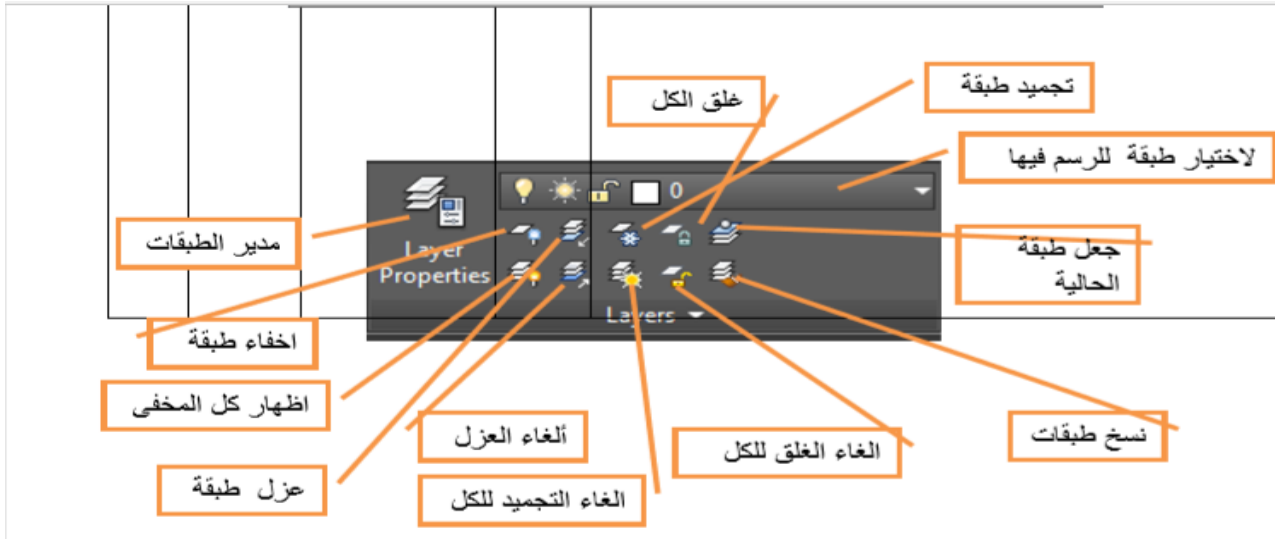 تجميد طبقة
غلق الكل
لاختيار طبقة للرسم فيها
0
مدير الطبقات
Layer
Properties
جعل طبقة
الحالية
Layers
اخفاء طبقة
اظهار كل المخفى
ألغاء العزل
الغاء الغلق للكل
نسخ طبقات
عزل طبقة
الغاء التجميد للكل